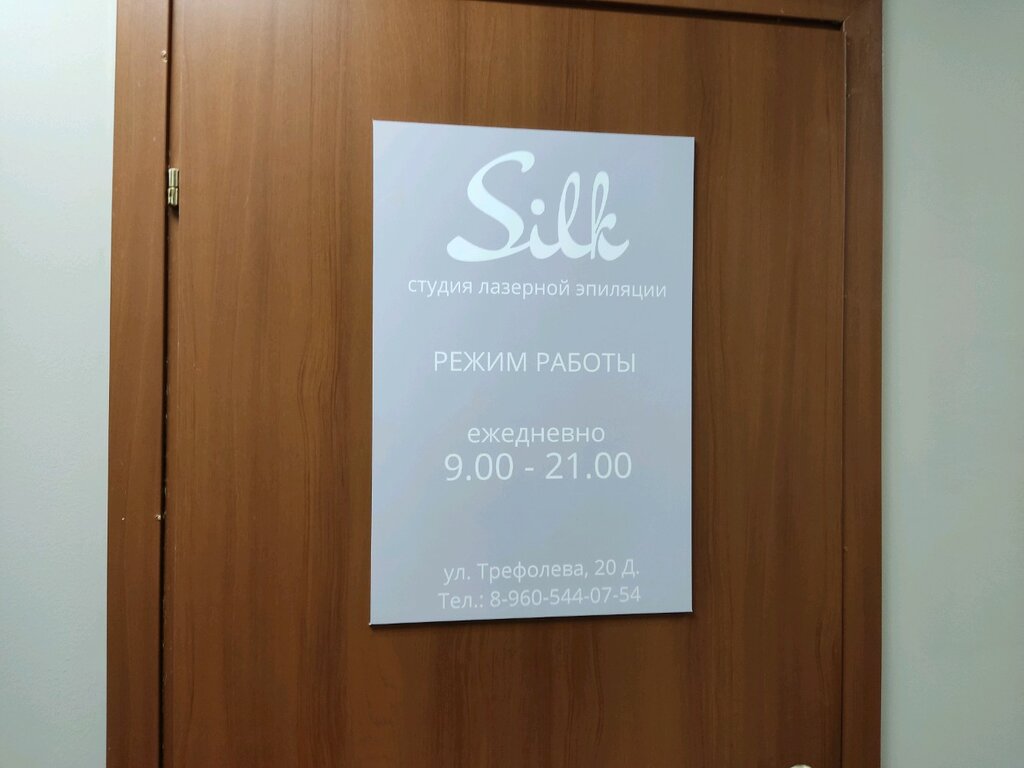 Silk
студия лазерной эпиляции
РЕЖИМ РАБОТЫ
ежедневно
9.00 - 21.00
ул. Трефолева, 20 Д.
Тел.: 8-960-544-07-54